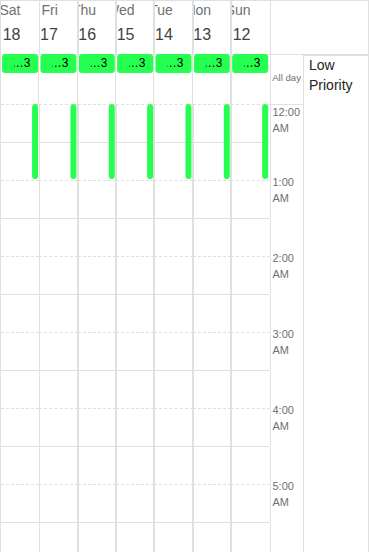 Sat Fri Thu Wed Tue Mon Sun
18 17 16 15 14 13 12
...3 ...3 ...3 ...3 ...3 ...3 ...3
All day
Low
Priority
12:00
AM
1:00
AM
2:00
AM
3:00
AM
4:00
AM
5:00
AM